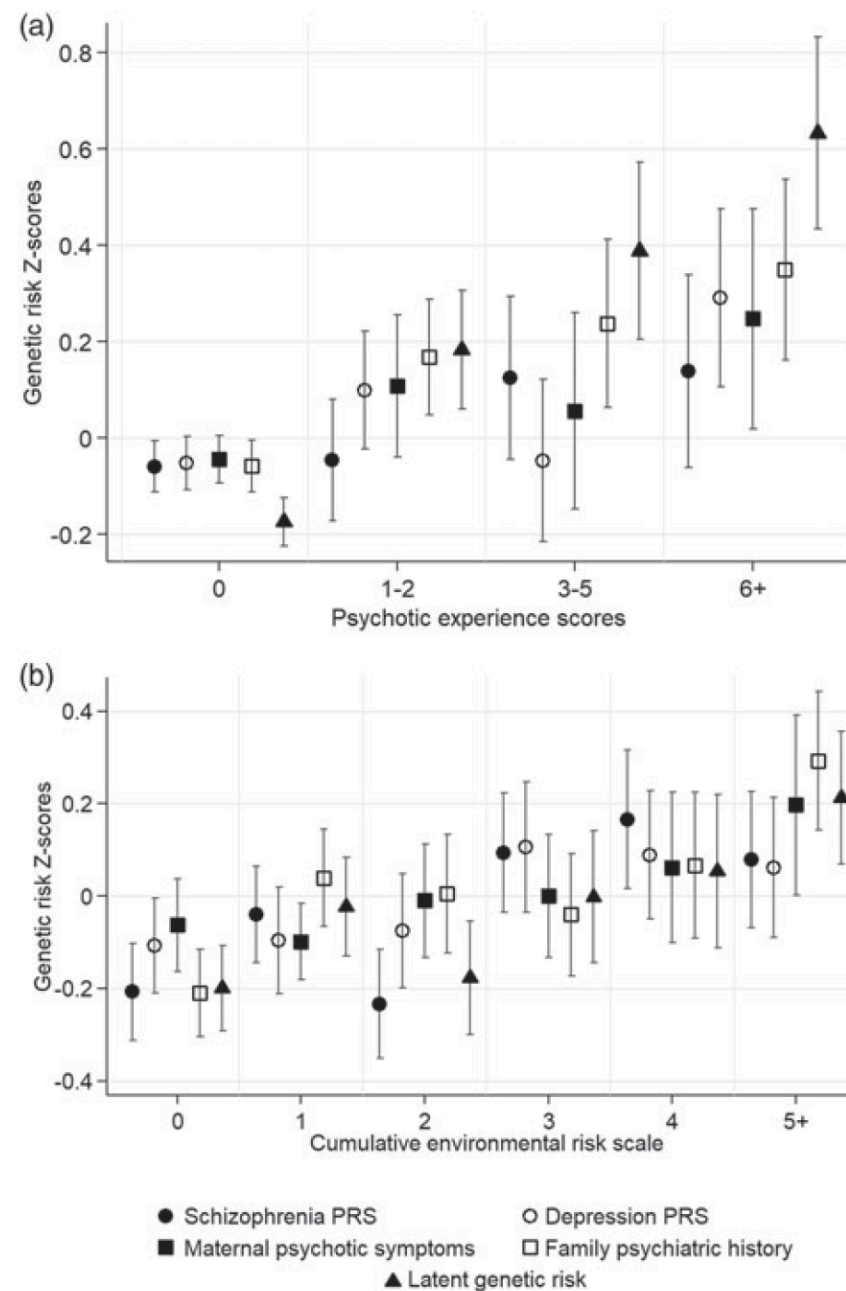 (a)
0.8
0.6
0.4
0.2
0
-0.2
Genetic risk Z-scores
0 1-2 3-5 6+
Psychotic experience scores
(b)
0.4
0.2
0
-0.2
-0.4
Genetic risk Z-scores
0 1 2 3 4 5+
Cumulative environmental risk scale
Schizophrenia PRS Depression PRS
Maternal psychotic symptoms Family psychiatric history
Latent genetic risk